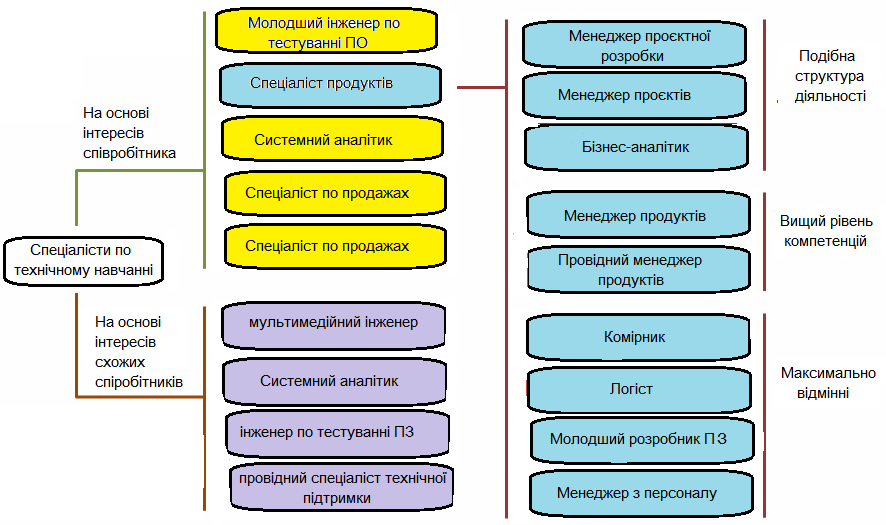 Спеціалісти по
технічному навчанні
На основі
інтересів
співробітника
Молодший інженер по
тестуванні ПО
Спеціаліст продуктів
Системний аналітик
Спеціаліст по продажах
Спеціаліст по продажах
На основі
інтересів
схожих
спіробітників
мультимедійний інженер
Системний аналітик
інженер по тестуванні ПЗ
провідний спеціаліст технічної
підтримки
Менеджер проєктної
розробки
Менеджер проєктів
Бізнес-аналітик
Подібна
структура
діяльності
Менеджер продуктів
Провідний менеджер
продуктів
Вищий рівень
компетенцій
Комірник
Логіст
Молодший розробник ПЗ
Менеджер з персоналу
Максимально
відмінні